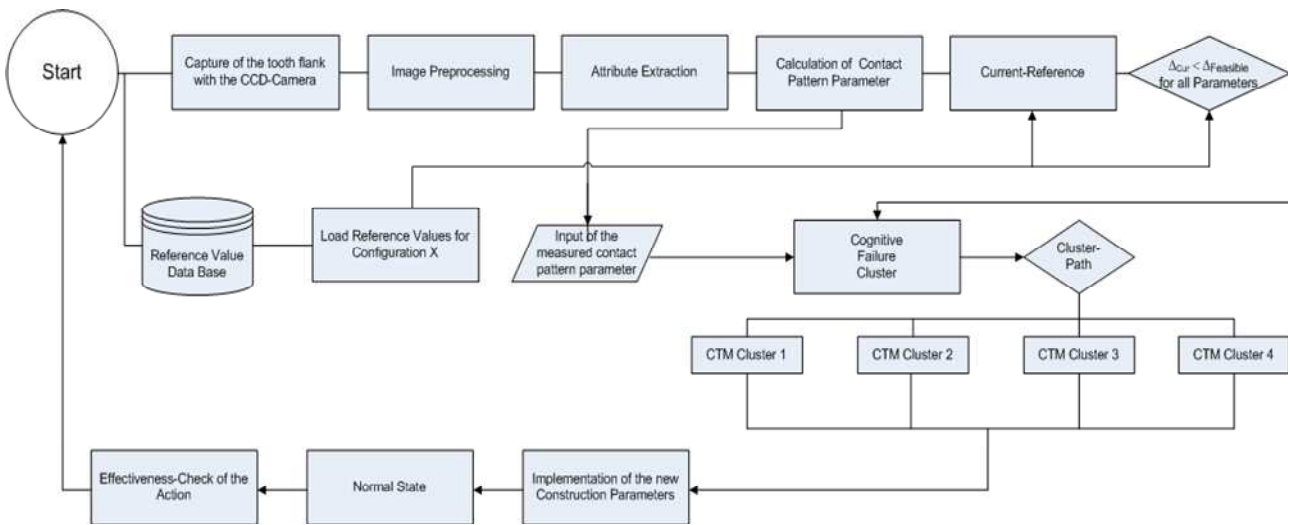 Start
Capture of the tooth flank
with the CCD-Camera
Image Preprocessing
Attribute Extraction
Calculation of Contact
Pattern Parameter
Current-Reference
ΔCur < ΔFeasible
for all Parameters
Reference Value
Data Base
Load Reference Values for
Configuration X
Input of the
measured contact
pattern parameter
Cognitive
Failure
Cluster
Cluster-
Path
CTM Cluster 1
CTM Cluster 2
CTM Cluster 3
CTM Cluster 4
Effectiveness-Check of the
Action
Normal State
Implementation of the new
Construction Parameters